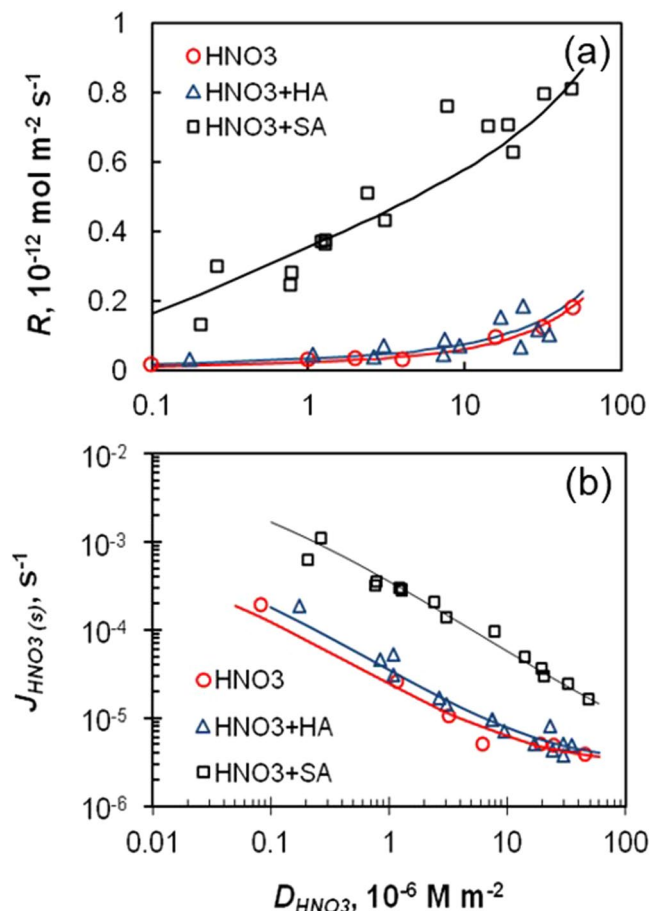 (a)
HNO3
HNO3+HA
HNO3+SA
R, 10⁻¹² mol m⁻² s⁻¹
1
0.8
0.6
0.4
0.2
0
0.1 1 10 100
(b)
J_HNO3 (s), s⁻¹
10⁻²
10⁻³
10⁻⁴
10⁻⁵
10⁻⁶
HNO3
HNO3+HA
HNO3+SA
0.01 0.1 1 10 100
D_HNO3, 10⁻⁶ M m⁻²